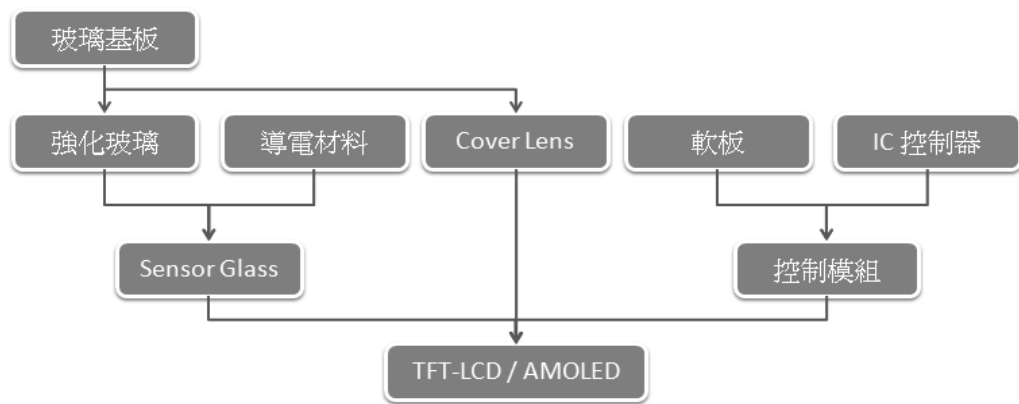 玻璃基板
強化玻璃
導電材料
Cover Lens
軟板
IC 控制器
Sensor Glass
控制模組
TFT-LCD / AMOLED